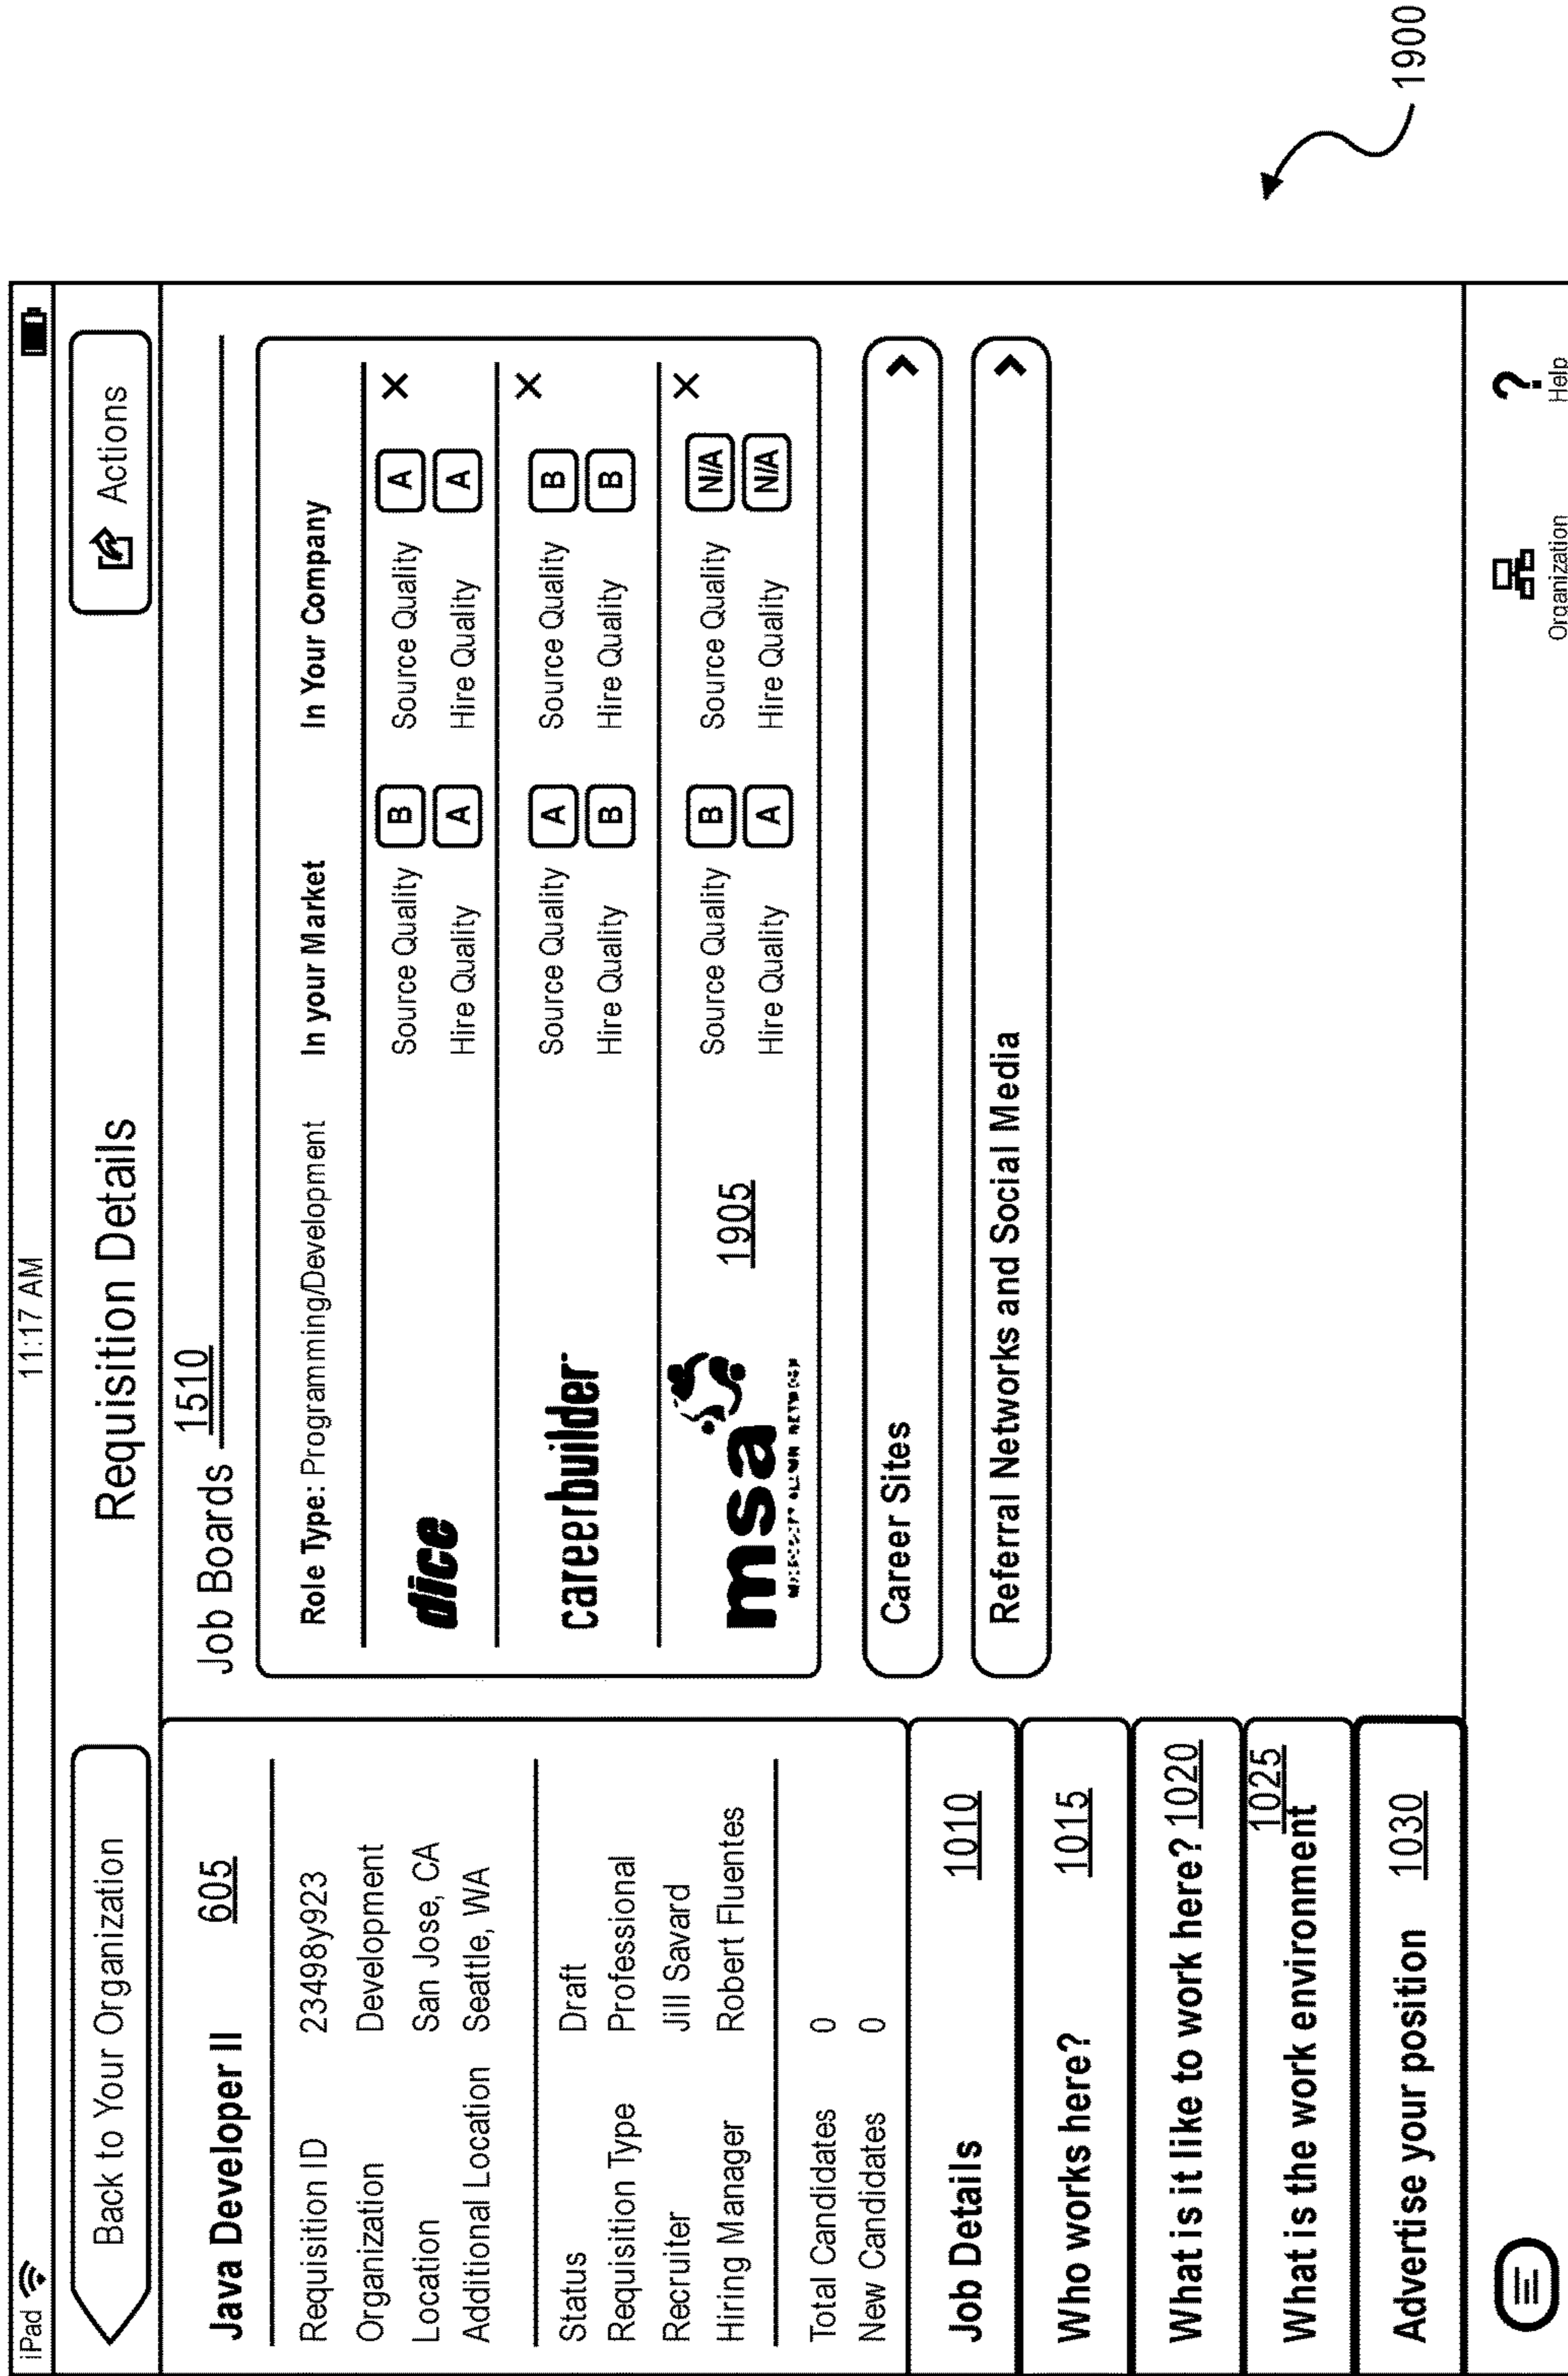 iPad
11:17 AM
Back to Your Organization
Requisition Details
Actions
Java Developer II 605
Requisition ID 23498y923
Organization Development
Location San Jose, CA
Additional Location Seattle, WA
Status Draft
Requisition Type Professional
Recruiter Jill Savard
Hiring Manager Robert Fluentes
Total Candidates 0
New Candidates 0
Job Details 1010
Who works here? 1015
What is it like to work here? 1020
1025
What is the work environment
Advertise your position 1030
Job Boards 1510
Role Type: Programming/Development In your Market In Your Company
dice
Source Quality B Source Quality A X
Hire Quality A Hire Quality A
careerbuilder
Source Quality A Source Quality B X
Hire Quality B Hire Quality B
msa 1905
Source Quality B Source Quality N/A X
Hire Quality A Hire Quality N/A
Career Sites
Referral Networks and Social Media
Organization
? Help
1900